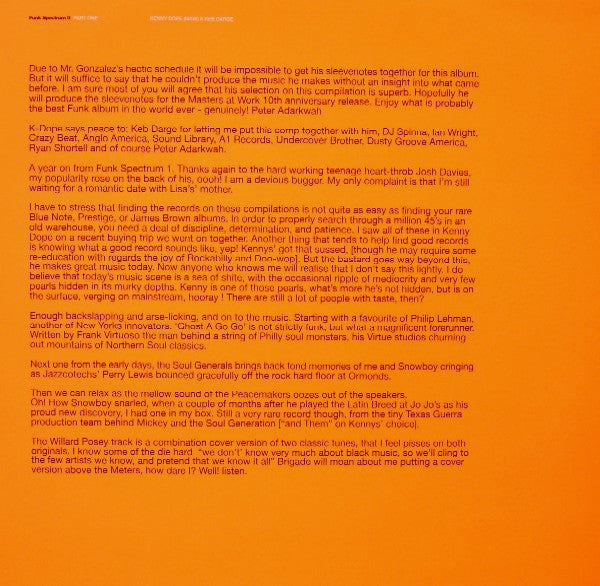 Funk Spectrum II PART ONE KENNY DOPE (MAW) & KEB DARGE
Due to Mr. Gonzalez's hectic schedule it will be impossible to get his sleevenotes together for this album.
But it will suffice to say that he couldn't produce the music he makes without an insight into what came
before. I am sure most of you will agree that his selection on this compilation is superb. Hopefully he
will produce the sleevenotes for the Masters at Work 10th anniversary release. Enjoy what is probably
the best Funk album in the world ever - genuinely! Peter Adarkwah
K-Dope says peace to: Keb Darge for letting me put this comp together with him, DJ Spinna, Ian Wright,
Crazy Beat, Anglo America, Sound Library, A1 Records, Undercover Brother, Dusty Groove America,
Ryan Shortell and of course Peter Adarkwah.
A year on from Funk Spectrum 1. Thanks again to the hard working teenage heart-throb Josh Davies,
my popularity rose on the back of his, oooh! I am a devious bugger. My only complaint is that I'm still
waiting for a romantic date with Lisa's' mother.
I have to stress that finding the records on these compilations is not quite as easy as finding your rare
Blue Note, Prestige, or James Brown albums. In order to properly search through a million 45's in an
old warehouse, you need a deal of discipline, determination, and patience. I saw all of these in Kenny
Dope on a recent buying trip we went on together. Another thing that tends to help find good records
is knowing what a good record sounds like, yep! Kennys' got that sussed, [though he may require some
re-education with regards the joy of Rockabilly and Doo-wop]. But the bastard goes way beyond this,
he makes great music today. Now anyone who knows me will realise that I don't say this lightly. I do
believe that today's music scene is a sea of shite, with the occasional ripple of mediocrity and very few
pearls hidden in its murky depths. Kenny is one of those pearls, what's more he's not hidden, but is on
the surface, verging on mainstream, hooray ! There are still a lot of people with taste, then?
Enough backslapping and arse-licking, and on to the music. Starting with a favourite of Philip Lehman,
another of New Yorks innovators. 'Ghost A Go Go' is not strictly funk, but what a magnificent forerunner.
Written by Frank Virtuoso the man behind a string of Philly soul monsters, his Virtue studios churning
out mountains of Northern Soul classics.
Next one from the early days, the Soul Generals brings back fond memories of me and Snowboy cringing
as Jazzcotechs' Perry Lewis bounced gracefully off the rock hard floor at Ormonds.
Then we can relax as the mellow sound of the Peacemakers oozes out of the speakers.
Oh! How Snowboy snarled, when a couple of months after he played the Latin Breed at Jo Jo's as his
proud new discovery, I had one in my box. Still a very rare record though, from the tiny Texas Guerra
production team behind Mickey and the Soul Generation ["and Them" on Kennys' choice].
The Willard Posey track is a combination cover version of two classic tunes, that I feel pisses on both
originals. I know some of the die hard "we don't' know very much about black music, so we'll cling to
the few artists we know, and pretend that we know it all" Brigade will moan about me putting a cover
version above the Meters, how dare I? Well! listen.